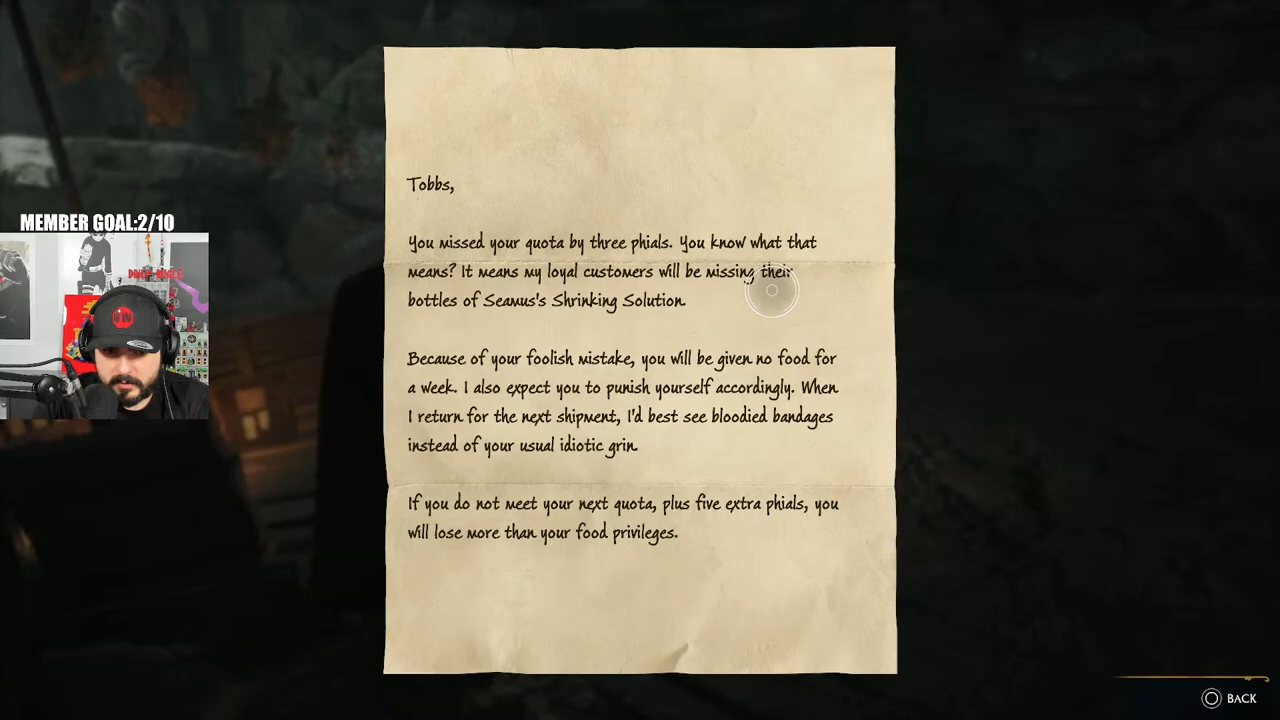 MEMBER GOAL:2/10
Tobbs,
You missed your quota by three phials. You know what that
means? It means my loyal customers will be missing their
bottles of Seamus's Shrinking Solution.
Because of your foolish mistake, you will be given no food for
a week. I also expect you to punish yourself accordingly. When
I return for the next shipment, I'd best see bloodied bandages
instead of your usual idiotic grin.
If you do not meet your next quota, plus five extra phials, you
will lose more than your food privileges.
BACK